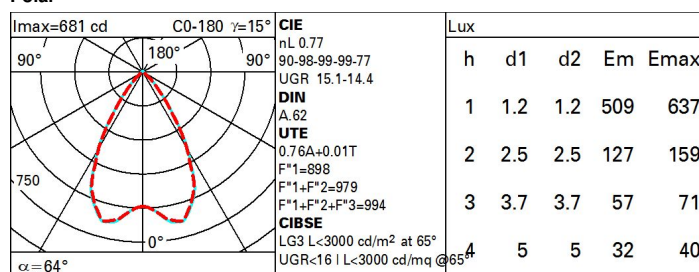 Imax=681 cd C0-180 γ=15°
90° 180° 90°
750
0°
α=64°
CIE
nL 0.77
90-98-99-99-77
UGR 15.1-14.4
DIN
A.62
UTE
0.76A+0.01T
F"1=898
F"1+F"2=979
F"1+F"2+F"3=994
CIBSE
LG3 L<3000 cd/m² at 65°
UGR<16 | L<3000 cd/mq @65°
Lux
h d1 d2 Em Emax
1 1.2 1.2 509 637
2 2.5 2.5 127 159
3 3.7 3.7 57 71
4 5 5 32 40